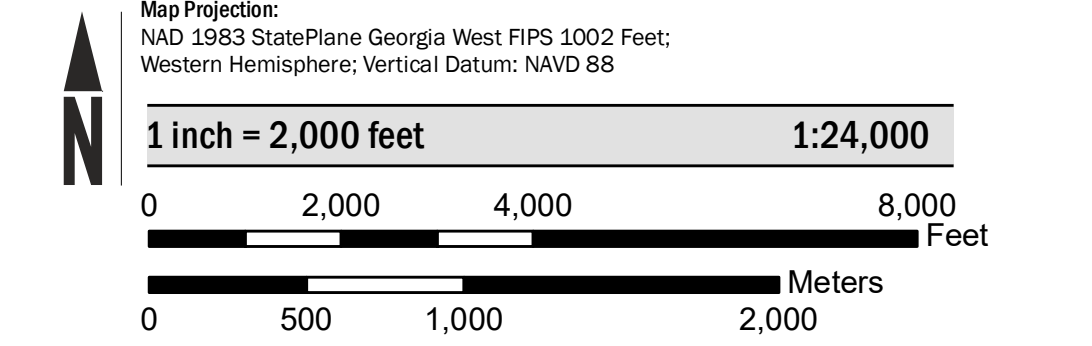 Map Projection:
NAD 1983 StatePlane Georgia West FIPS 1002 Feet;
Western Hemisphere; Vertical Datum: NAVD 88
N
1 inch = 2,000 feet 1:24,000
0 2,000 4,000 8,000
Feet
Meters
0 500 1,000 2,000